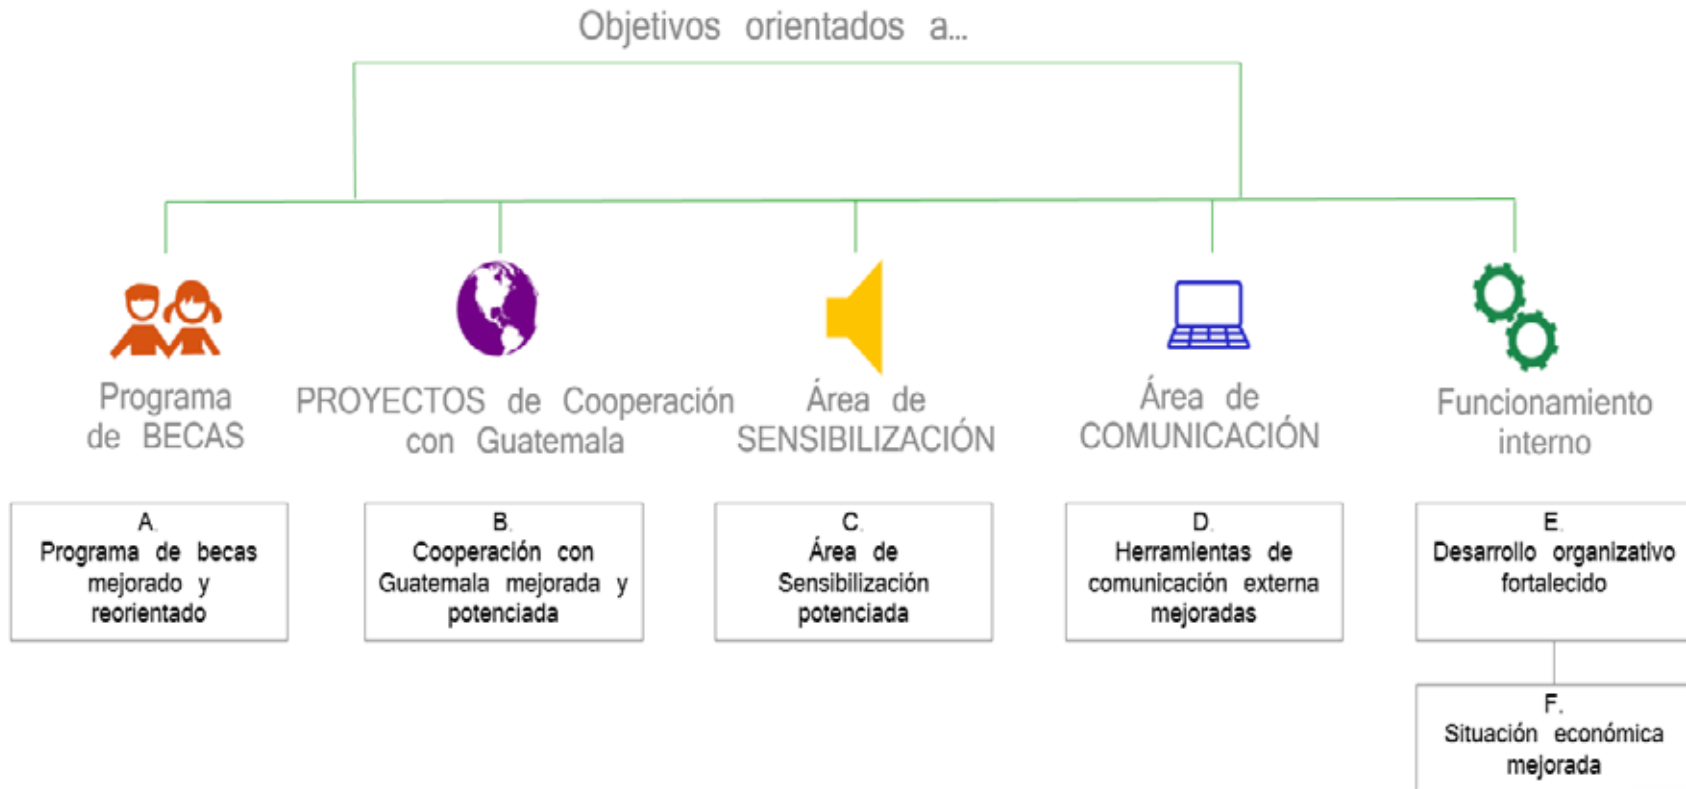 Objetivos orientados a...
Programa
de BECAS
PROYECTOS de Cooperación
con Guatemala
Área de
SENSIBILIZACIÓN
Área de
COMUNICACIÓN
Funcionamiento
interno
A.
Programa de becas
mejorado y
reorientado
B.
Cooperación con
Guatemala mejorada y
potenciada
C.
Área de
Sensibilización
potenciada
D.
Herramientas de
comunicación externa
mejoradas
E.
Desarrollo organizativo
fortalecido
F.
Situación económica
mejorada